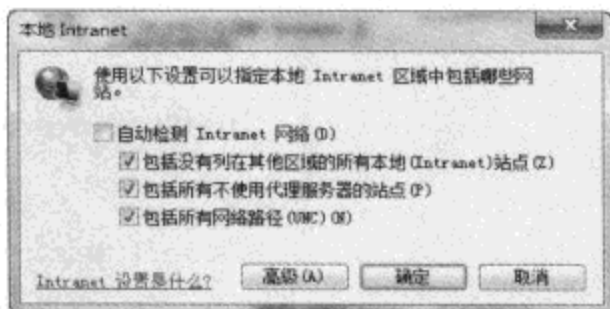 本地 Intranet
使用以下设置可以指定本地 Intranet 区域中包括哪些网
站。
自动检测 Intranet 网络(D)
包括没有列在其他区域的所有本地(Intranet)站点(Z)
包括所有不使用代理服务器的站点(P)
包括所有网络路径(UNC)(N)
Intranet 设置是什么?
高级(A)
确定
取消